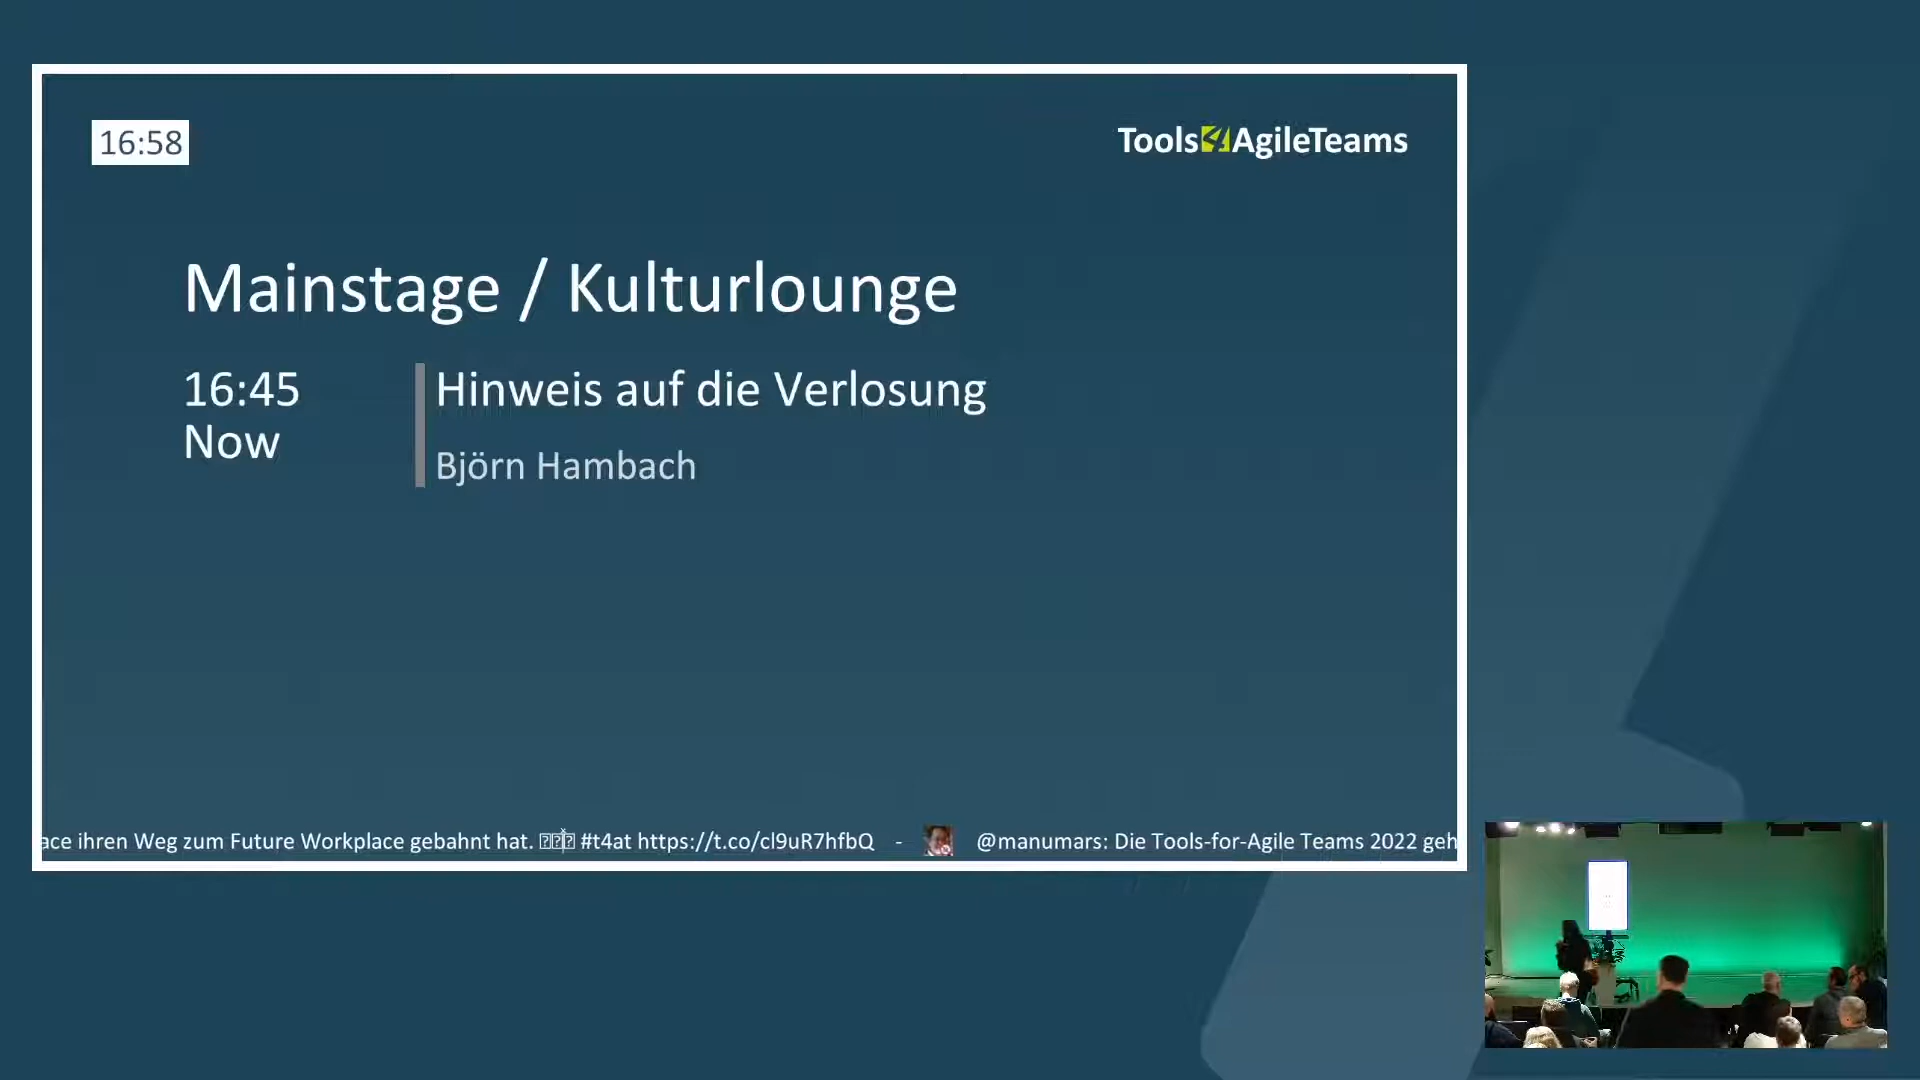 16:58
Tools4AgileTeams
Mainstage / Kulturlounge
16:45
Now
Hinweis auf die Verlosung
Björn Hambach
ace ihren Weg zum Future Workplace gebahnt hat. #t4at https://t.co/cl9uR7hfbQ - @manumars: Die Tools-for-Agile Teams 2022 geh